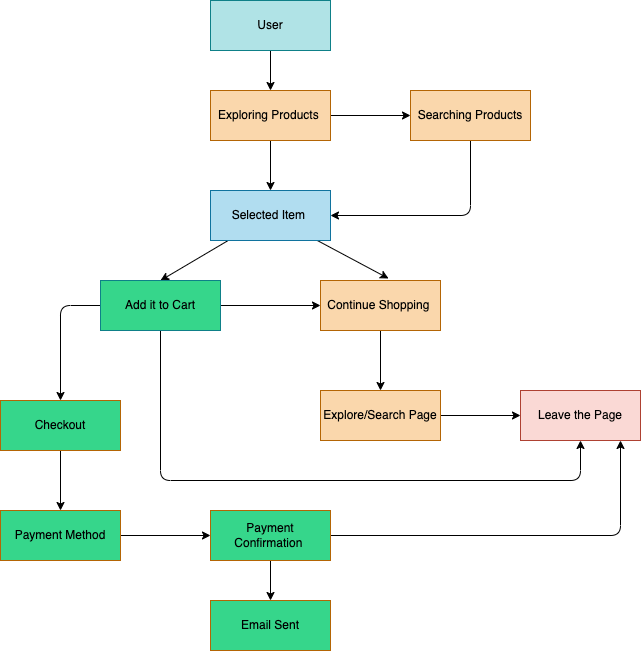 User
Exploring Products
Searching Products
Selected Item
Add it to Cart
Continue Shopping
Explore/Search Page
Leave the Page
Checkout
Payment Method
Payment
Confirmation
Email Sent